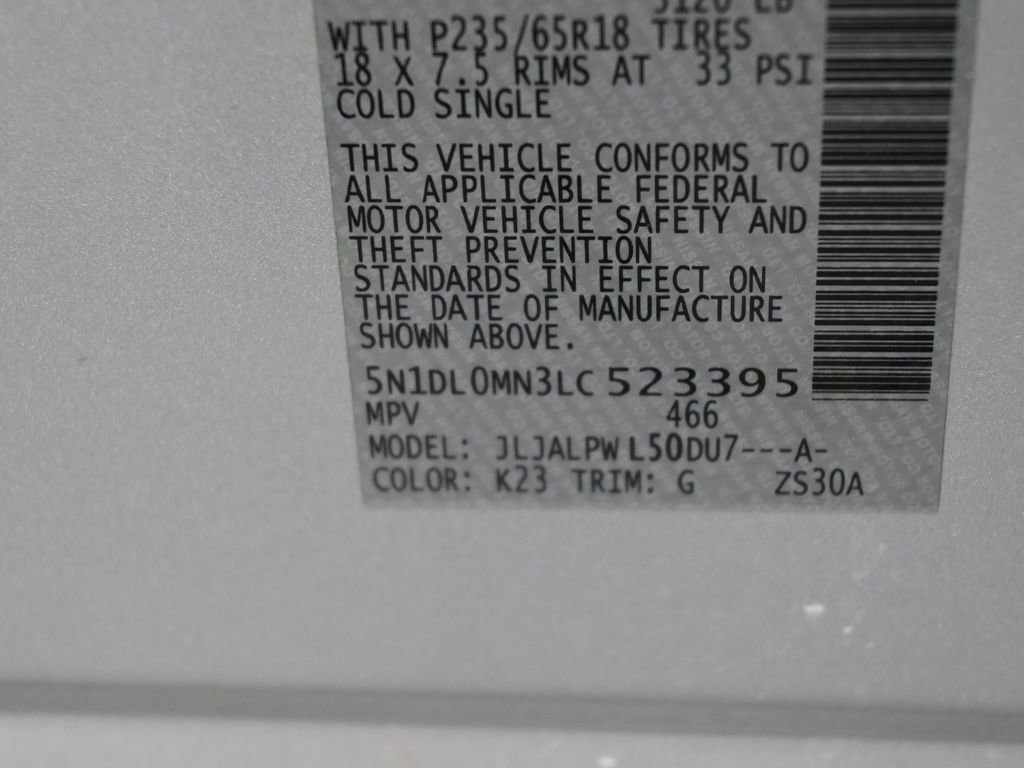 3120 LB
WITH P235/65R18 TIRES
18 X 7.5 RIMS AT 33 PSI
COLD SINGLE
THIS VEHICLE CONFORMS TO
ALL APPLICABLE FEDERAL
MOTOR VEHICLE SAFETY AND
THEFT PREVENTION
STANDARDS IN EFFECT ON
THE DATE OF MANUFACTURE
SHOWN ABOVE.
5N1DL0MN3LC523395
MPV 466
MODEL: JLJALPWL50DU7---A-
COLOR: K23 TRIM: G ZS30A